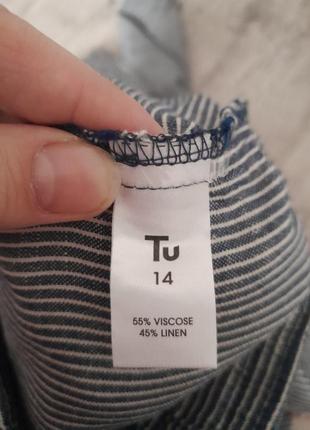 Tu
14
55% VISCOSE
45% LINEN